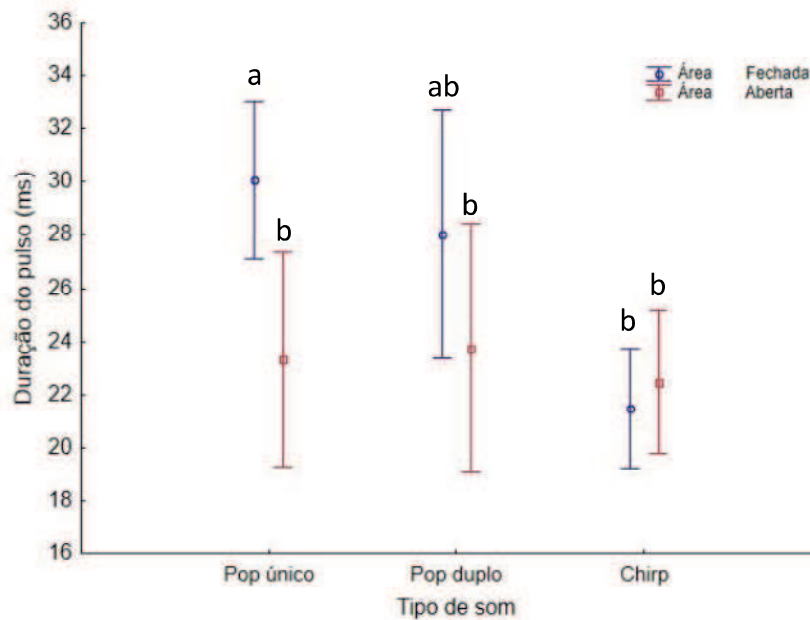 36
34
32
30
28
26
24
22
20
18
16
Duração do pulso (ms)
a
b
ab
b
b
b
Área Fechada
Área Aberta
Pop único
Pop duplo
Chirp
Tipo de som